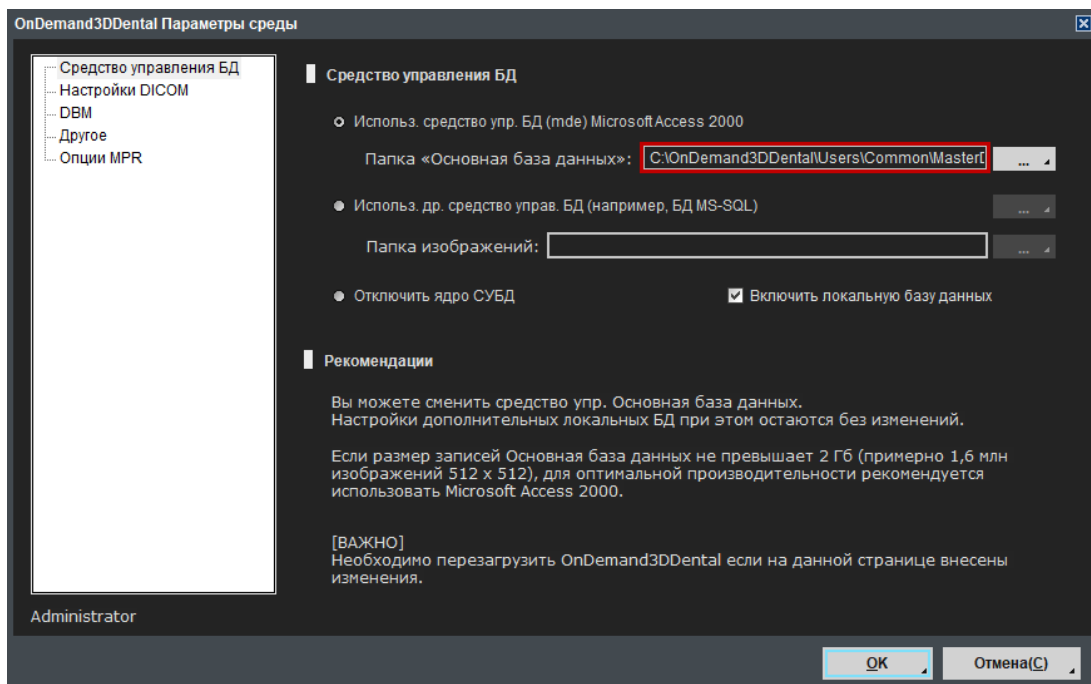 OnDemand3DDental Параметры среды
Средство управления БД
Настройки DICOM
DBM
Другое
Опции MPR
Administrator
Средство управления БД
Использ. средство упр. БД (mde) Microsoft Access 2000
Папка «Основная база данных»: C:\OnDemand3DDental\Users\Common\Master[ ...
Использ. др. средство управ. БД (например, БД MS-SQL) ...
Папка изображений: ...
Отключить ядро СУБД Включить локальную базу данных
Рекомендации
Вы можете сменить средство упр. Основная база данных.
Настройки дополнительных локальных БД при этом остаются без изменений.
Если размер записей Основная база данных не превышает 2 Гб (примерно 1,6 млн
изображений 512 x 512), для оптимальной производительности рекомендуется
использовать Microsoft Access 2000.
[ВАЖНО]
Необходимо перезагрузить OnDemand3DDental если на данной странице внесены
изменения.
OK Отмена(C)